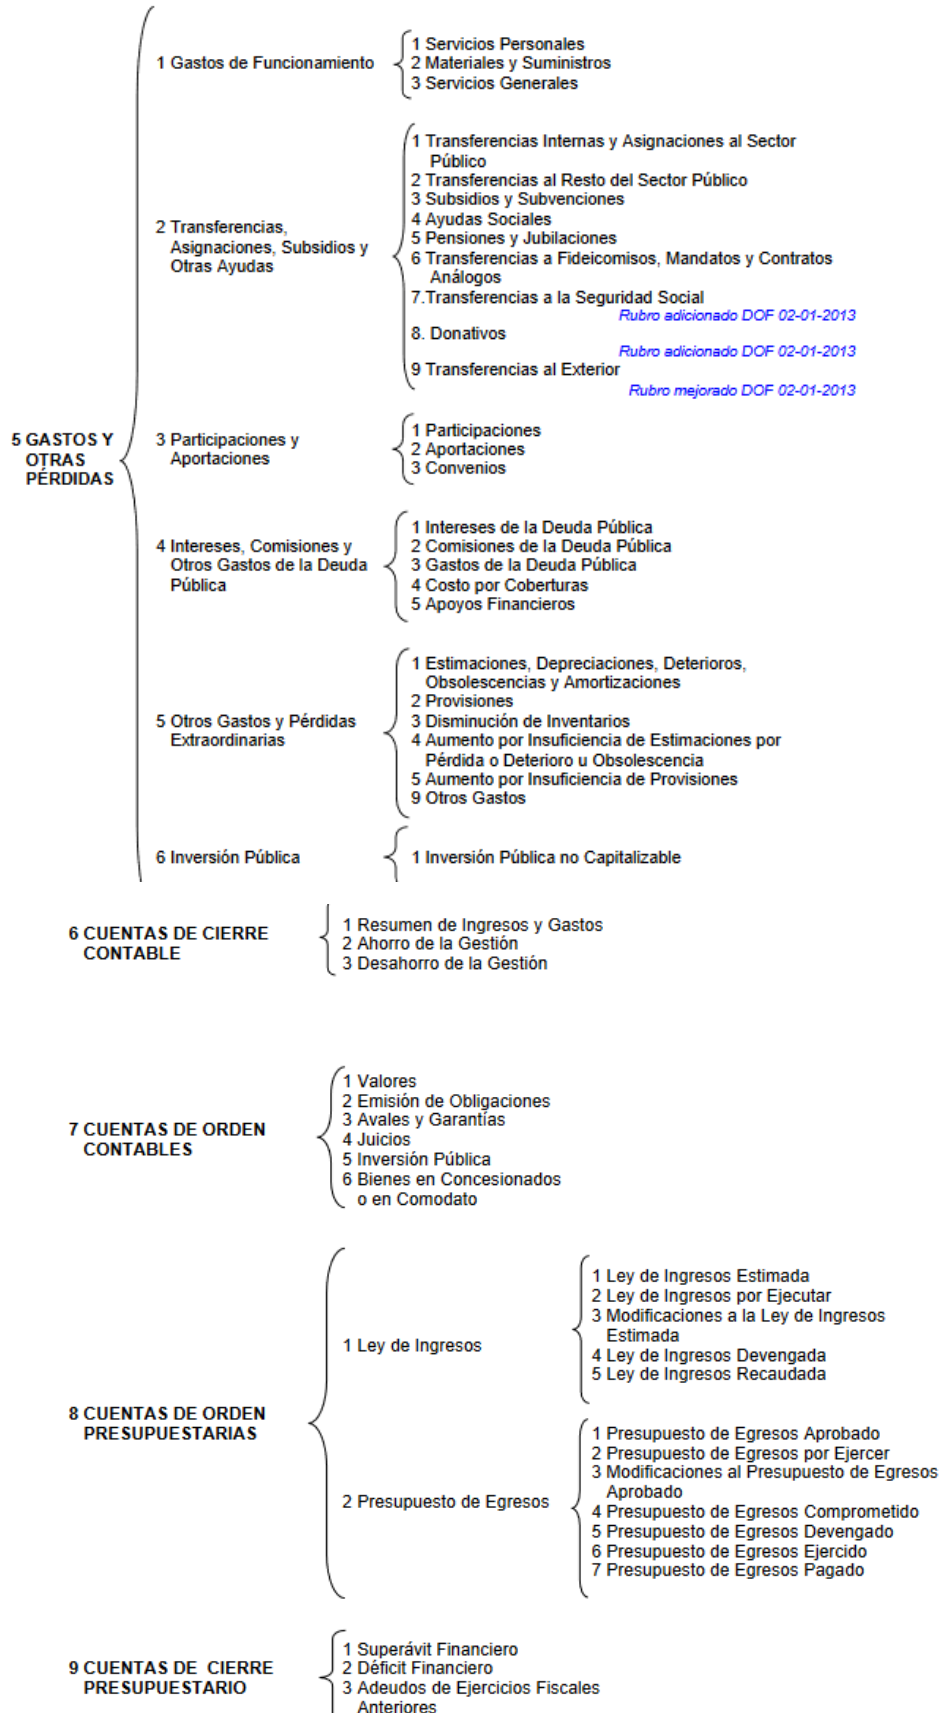 1 Gastos de Funcionamiento
1 Servicios Personales
2 Materiales y Suministros
3 Servicios Generales
2 Transferencias,
Asignaciones, Subsidios y
Otras Ayudas
1 Transferencias Internas y Asignaciones al Sector
Público
2 Transferencias al Resto del Sector Público
3 Subsidios y Subvenciones
4 Ayudas Sociales
5 Pensiones y Jubilaciones
6 Transferencias a Fideicomisos, Mandatos y Contratos
Análogos
7.Transferencias a la Seguridad Social
Rubro adicionado DOF 02-01-2013
8. Donativos
Rubro adicionado DOF 02-01-2013
9 Transferencias al Exterior
Rubro mejorado DOF 02-01-2013
5 GASTOS Y
OTRAS
PÉRDIDAS
3 Participaciones y
Aportaciones
1 Participaciones
2 Aportaciones
3 Convenios
4 Intereses, Comisiones y
Otros Gastos de la Deuda
Pública
1 Intereses de la Deuda Pública
2 Comisiones de la Deuda Pública
3 Gastos de la Deuda Pública
4 Costo por Coberturas
5 Apoyos Financieros
5 Otros Gastos y Pérdidas
Extraordinarias
1 Estimaciones, Depreciaciones, Deterioros,
Obsolescencias y Amortizaciones
2 Provisiones
3 Disminución de Inventarios
4 Aumento por Insuficiencia de Estimaciones por
Pérdida o Deterioro u Obsolescencia
5 Aumento por Insuficiencia de Provisiones
9 Otros Gastos
6 Inversión Pública
1 Inversión Pública no Capitalizable
6 CUENTAS DE CIERRE
CONTABLE
1 Resumen de Ingresos y Gastos
2 Ahorro de la Gestión
3 Desahorro de la Gestión
7 CUENTAS DE ORDEN
CONTABLES
1 Valores
2 Emisión de Obligaciones
3 Avales y Garantías
4 Juicios
5 Inversión Pública
6 Bienes en Concesionados
o en Comodato
8 CUENTAS DE ORDEN
PRESUPUESTARIAS
1 Ley de Ingresos
1 Ley de Ingresos Estimada
2 Ley de Ingresos por Ejecutar
3 Modificaciones a la Ley de Ingresos
Estimada
4 Ley de Ingresos Devengada
5 Ley de Ingresos Recaudada
2 Presupuesto de Egresos
1 Presupuesto de Egresos Aprobado
2 Presupuesto de Egresos por Ejercer
3 Modificaciones al Presupuesto de Egresos
Aprobado
4 Presupuesto de Egresos Comprometido
5 Presupuesto de Egresos Devengado
6 Presupuesto de Egresos Ejercido
7 Presupuesto de Egresos Pagado
9 CUENTAS DE CIERRE
PRESUPUESTARIO
1 Superávit Financiero
2 Déficit Financiero
3 Adeudos de Ejercicios Fiscales
Anteriores